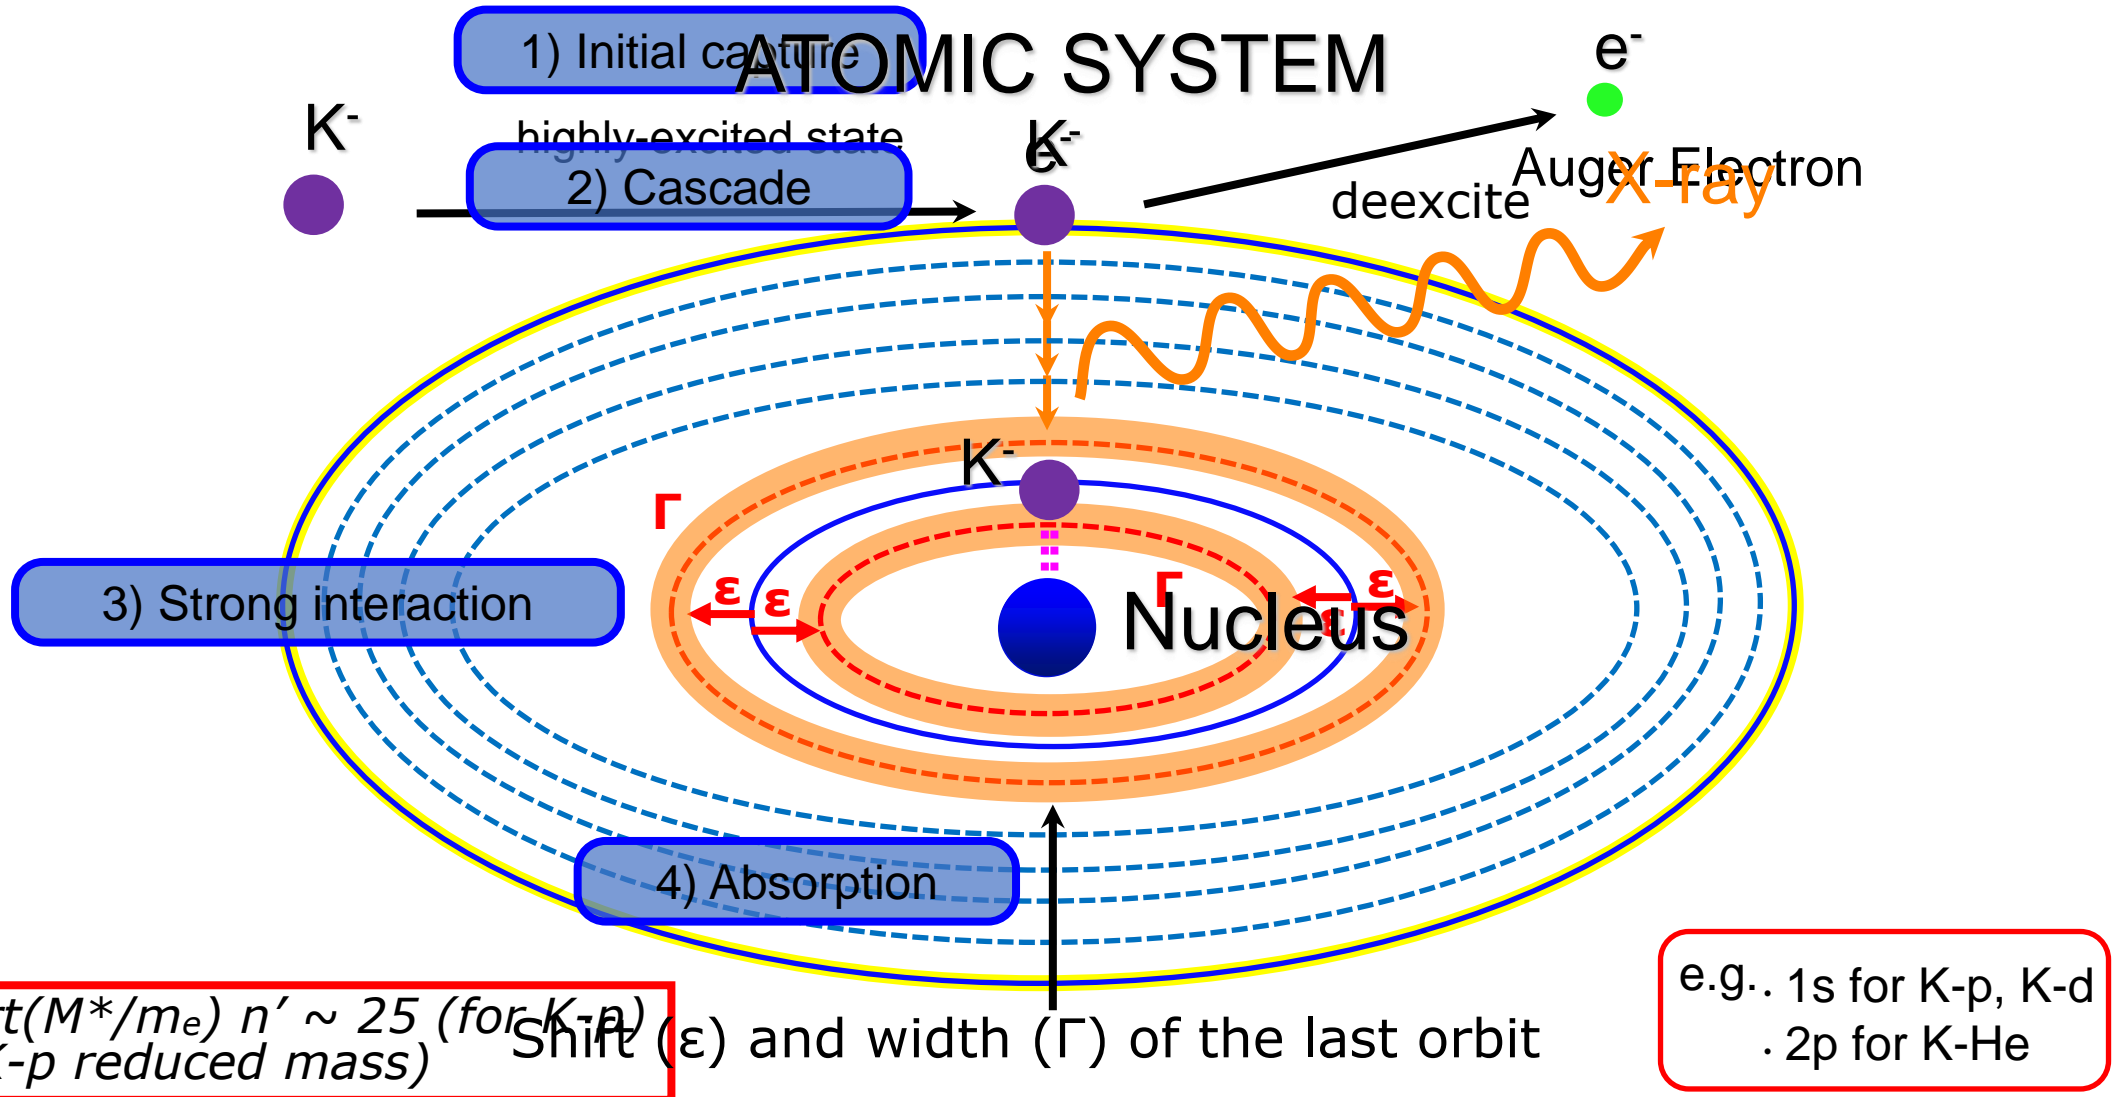 1) Initial capture
ATOMIC SYSTEM
e-
K-
highly-excited state
K-
e-
2) Cascade
Auger Electron
X-ray
deexcite
K-
Γ
ε
ε
ε
Γ
ε
Nucleus
3) Strong interaction
4) Absorption
t(M*/me) n’ ~ 25 (for K-p)
-p reduced mass)
Shift (ε) and width (Γ) of the last orbit
e.g. . 1s for K-p, K-d
. 2p for K-He